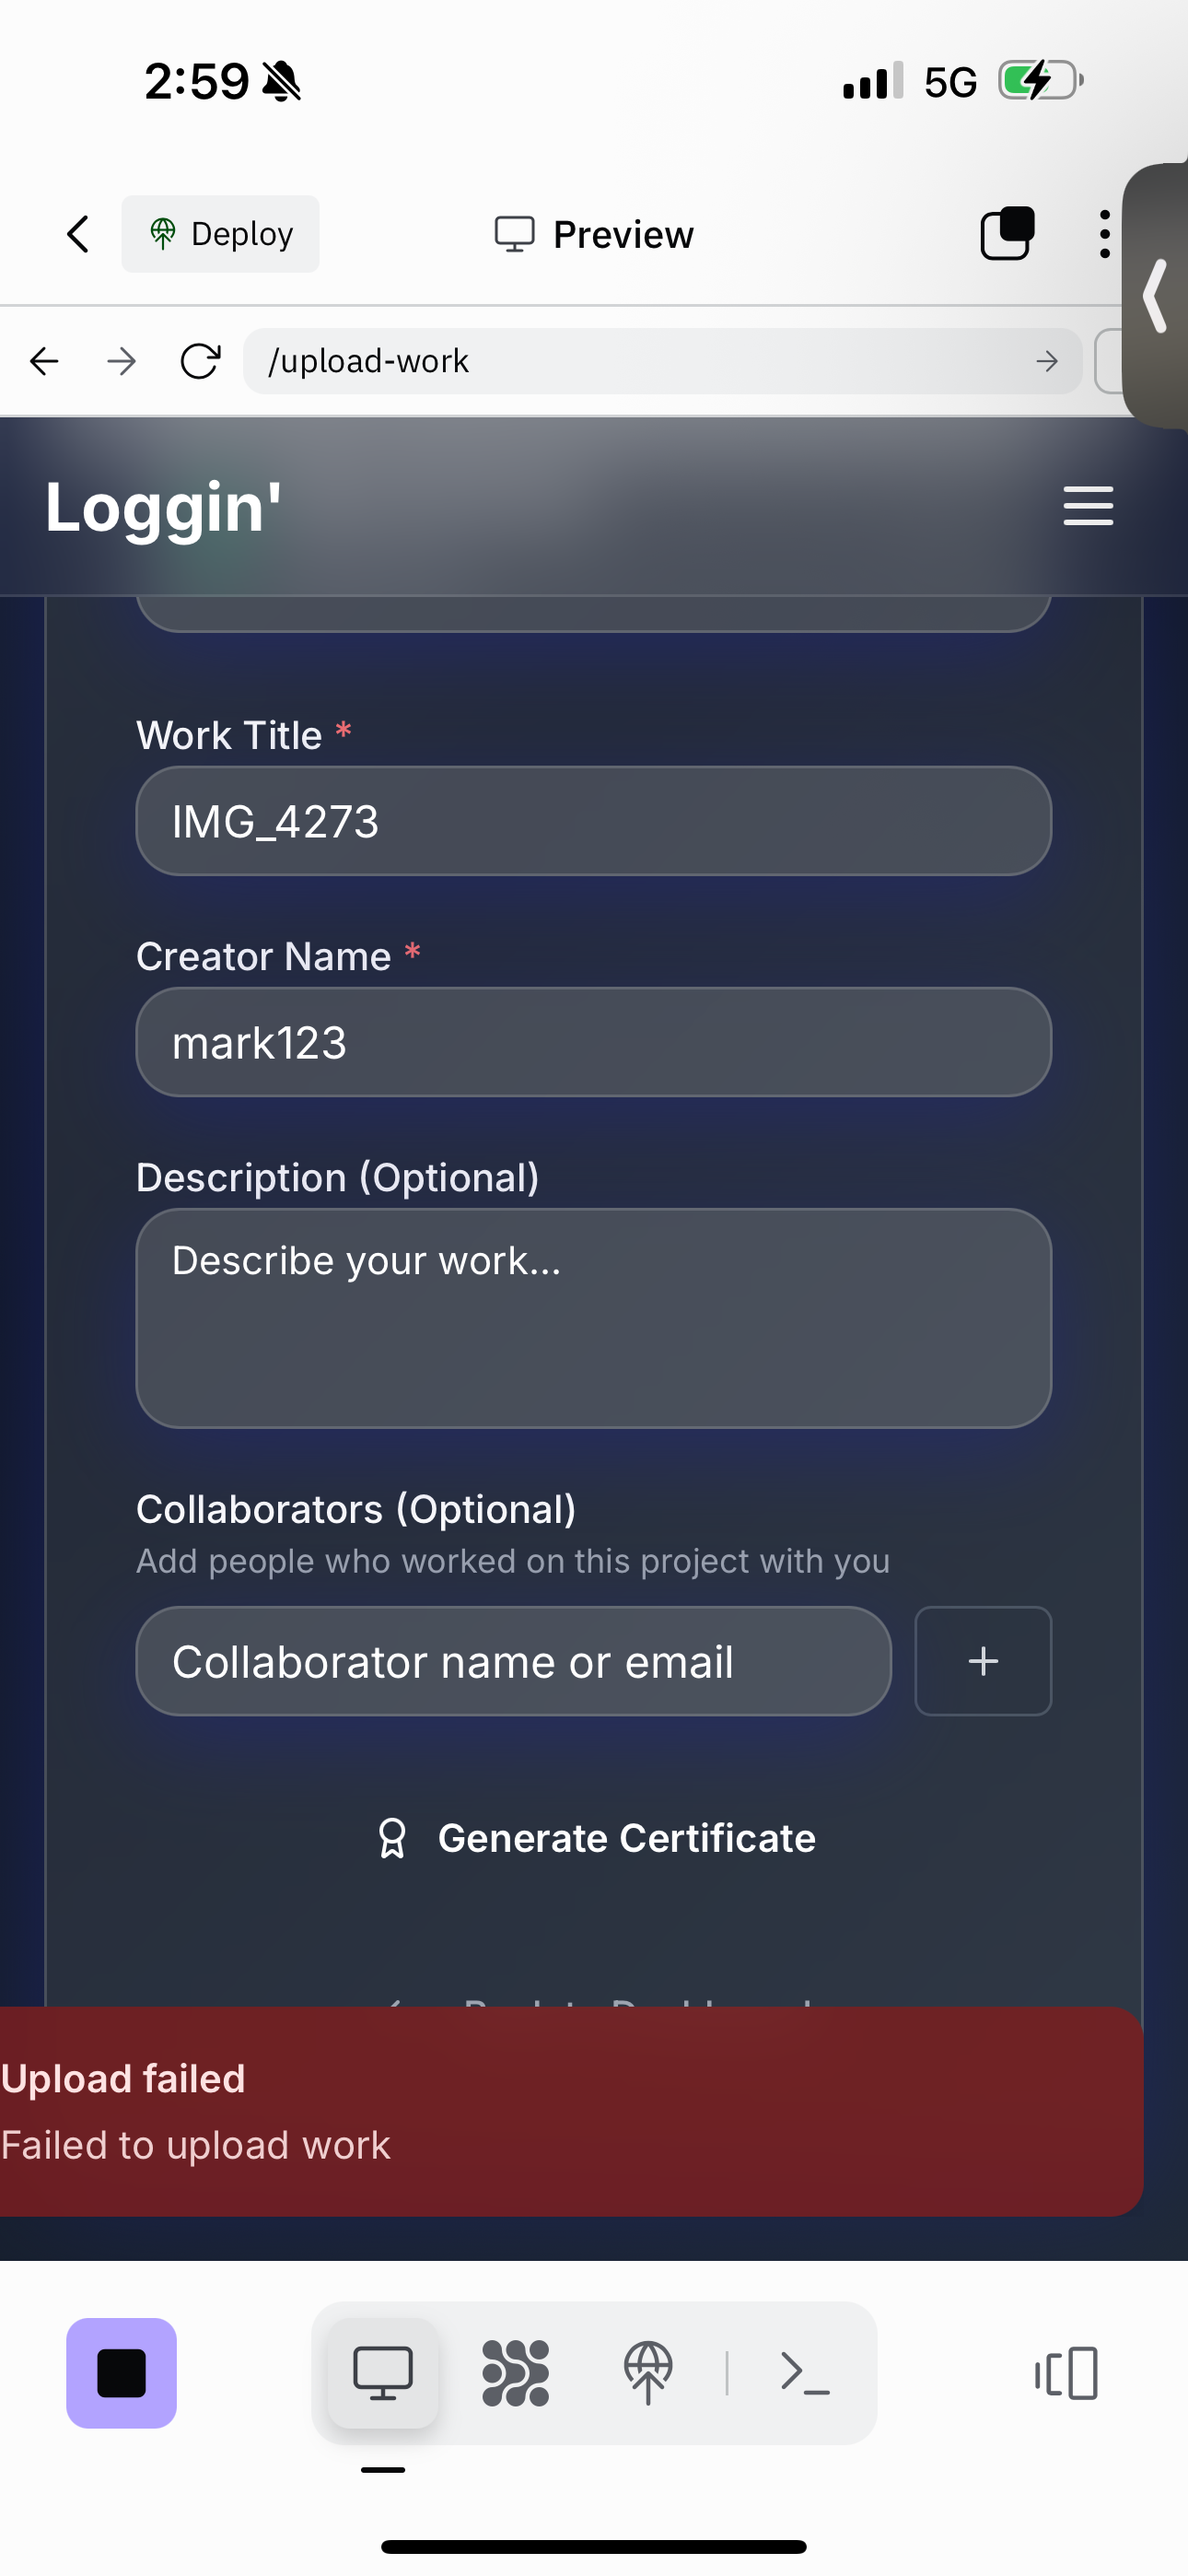 2:59
5G
Deploy
Preview
/upload-work
Loggin'
Work Title *
IMG_4273
Creator Name *
mark123
Description (Optional)
Describe your work...
Collaborators (Optional)
Add people who worked on this project with you
Collaborator name or email
Generate Certificate
Upload failed
Failed to upload work